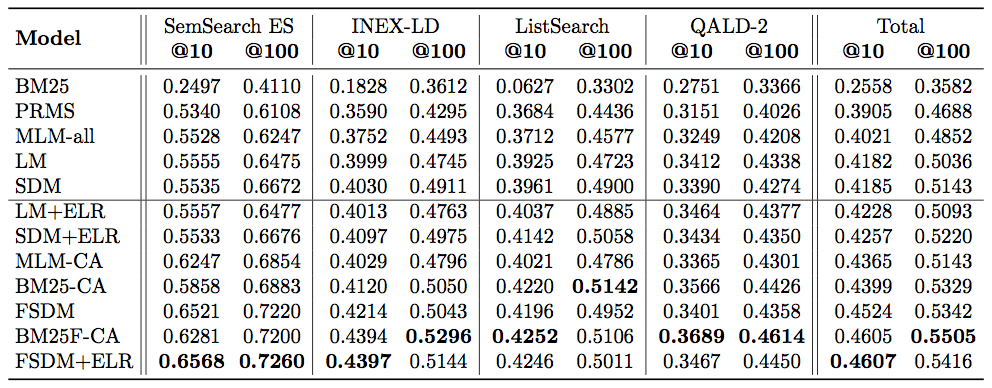 Model SemSearch ES INEX-LD ListSearch QALD-2 Total
@10 @100 @10 @100 @10 @100 @10 @100 @10 @100
BM25 0.2497 0.4110 0.1828 0.3612 0.0627 0.3302 0.2751 0.3366 0.2558 0.3582
PRMS 0.5340 0.6108 0.3590 0.4295 0.3684 0.4436 0.3151 0.4026 0.3905 0.4688
MLM-all 0.5528 0.6247 0.3752 0.4493 0.3712 0.4577 0.3249 0.4208 0.4021 0.4852
LM 0.5555 0.6475 0.3999 0.4745 0.3925 0.4723 0.3412 0.4338 0.4182 0.5036
SDM 0.5535 0.6672 0.4030 0.4911 0.3961 0.4900 0.3390 0.4274 0.4185 0.5143
LM+ELR 0.5557 0.6477 0.4013 0.4763 0.4037 0.4885 0.3464 0.4377 0.4228 0.5093
SDM+ELR 0.5533 0.6676 0.4097 0.4975 0.4142 0.5058 0.3434 0.4350 0.4257 0.5220
MLM-CA 0.6247 0.6854 0.4029 0.4796 0.4021 0.4786 0.3365 0.4301 0.4365 0.5143
BM25-CA 0.5858 0.6883 0.4120 0.5050 0.4220 0.5142 0.3566 0.4426 0.4399 0.5329
FSDM 0.6521 0.7220 0.4214 0.5043 0.4196 0.4952 0.3401 0.4358 0.4524 0.5342
BM25F-CA 0.6281 0.7200 0.4394 0.5296 0.4252 0.5106 0.3689 0.4614 0.4605 0.5505
FSDM+ELR 0.6568 0.7260 0.4397 0.5144 0.4246 0.5011 0.3467 0.4450 0.4607 0.5416